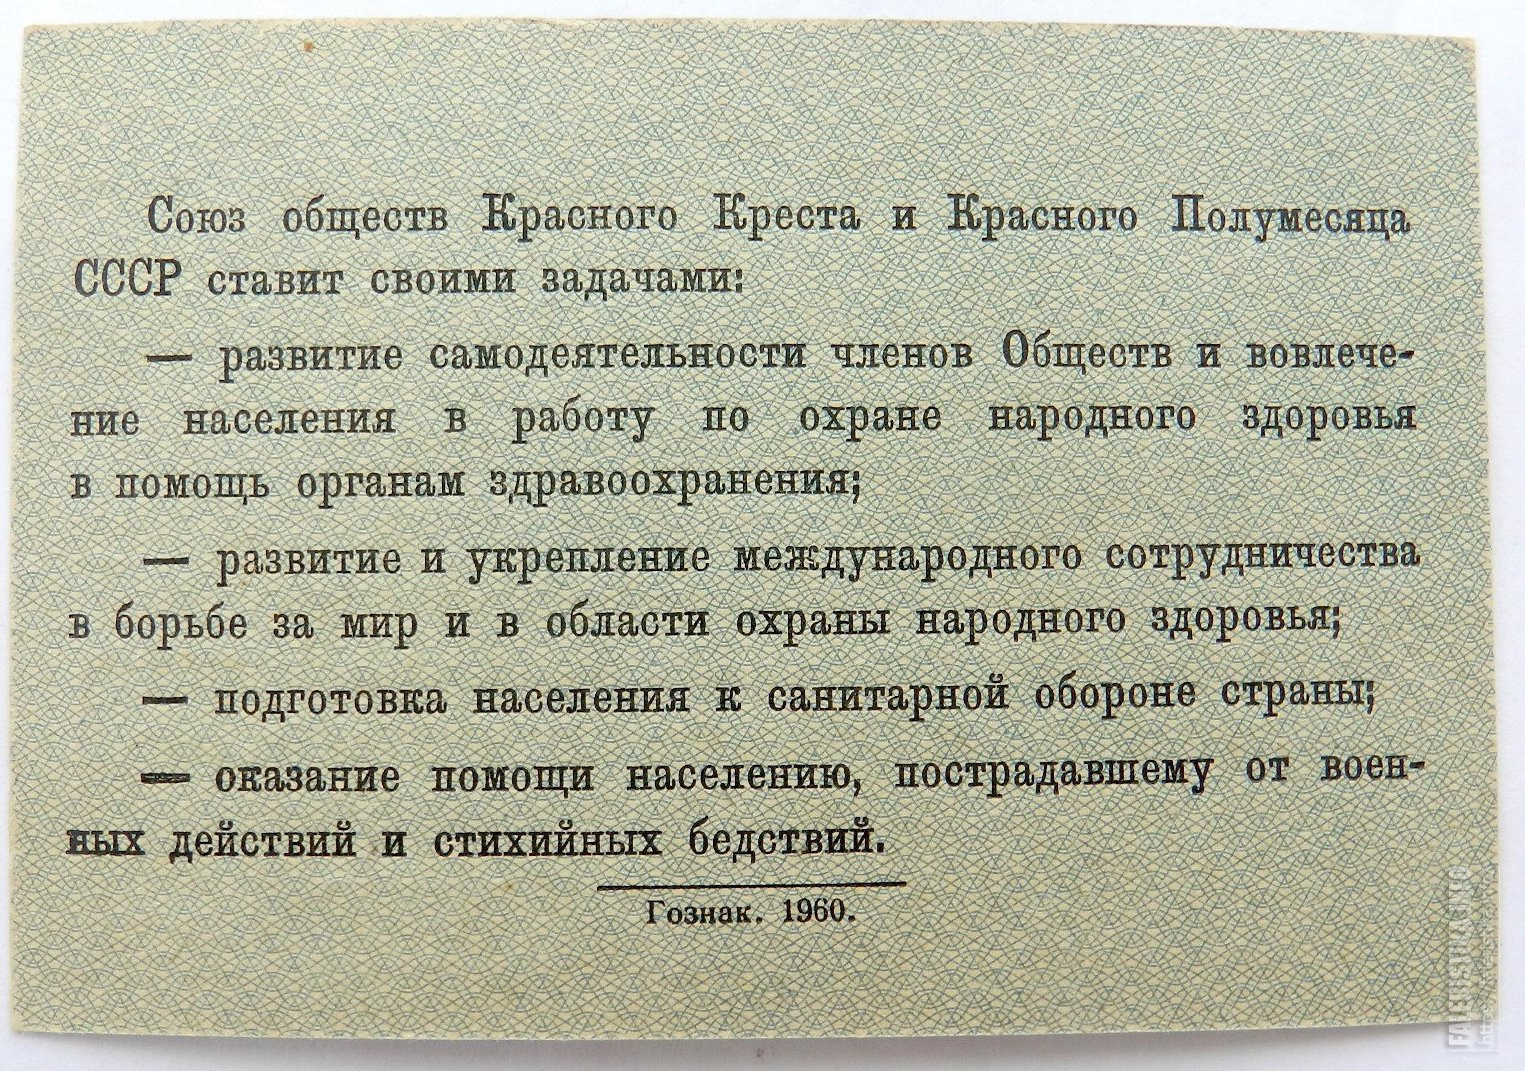 Союз обществ Красного Креста и Красного Полумесяца
СССР ставит своими задачами:
— развитие самодеятельности членов Обществ и вовлече-
ние населения в работу по охране народного здоровья
в помощь органам здравоохранения;
— развитие и укрепление международного сотрудничества
в борьбе за мир и в области охраны народного здоровья;
— подготовка населения к санитарной обороне страны;
— оказание помощи населению, пострадавшему от воен-
ных действий и стихийных бедствий.
Гознак. 1960.
FALERISTIKA.INFO